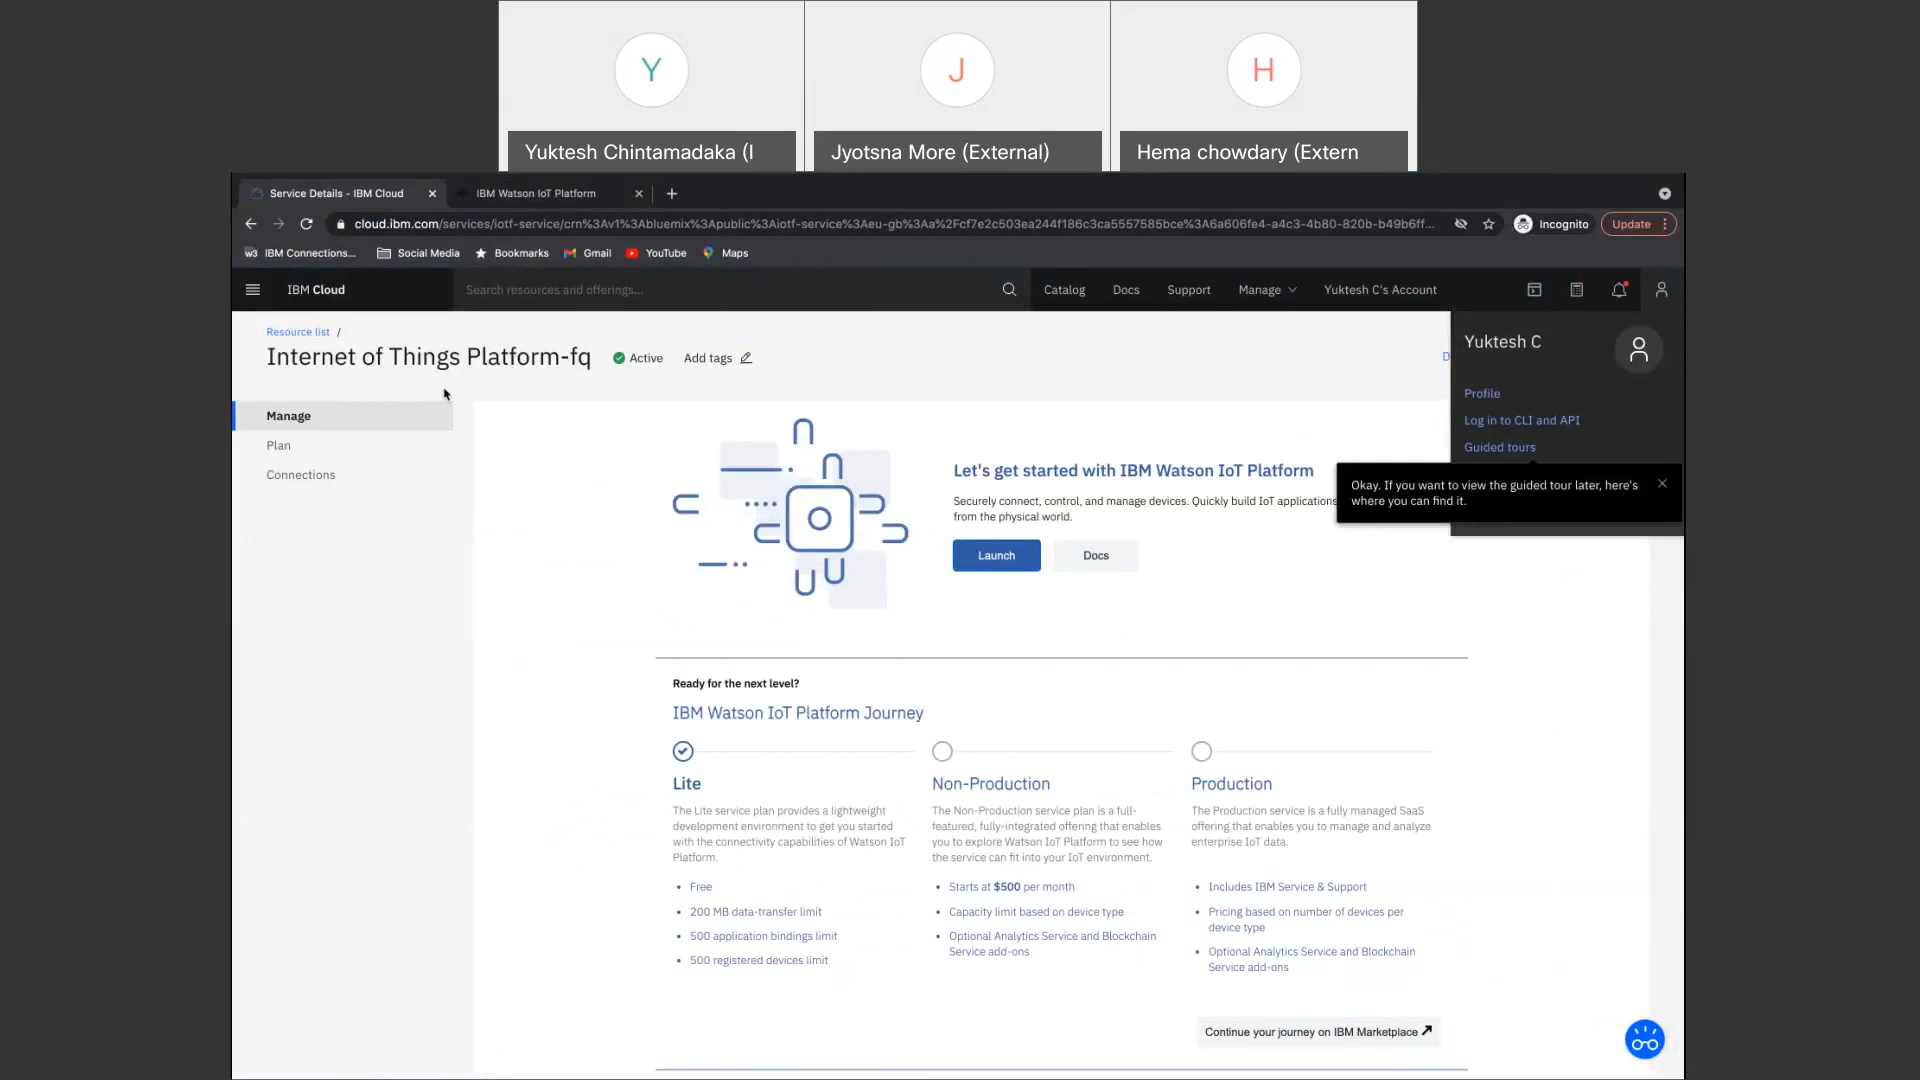 Y
J
H
Yuktesh Chintamadaka (I
Jyotsna More (External)
Hema chowdary (Extern
Service Details - IBM Cloud
IBM Watson IoT Platform
cloud.ibm.com/services/iotf-service/crn%3Av1%3Abluemix%3Apublic%3Aiotf-service%3Aeu-gb%3Aa%2Fcf7e2c503ea244f186c3ca5557585bce%3A6a606fe4-a4c3-4b80-820b-b49b6ff...
Incognito
Update
w3 IBM Connections...
Social Media
Bookmarks
Gmail
YouTube
Maps
IBM Cloud
Search resources and offerings...
Catalog
Docs
Support
Manage
Yuktesh C's Account
Resource list /
Internet of Things Platform-fq
Active
Add tags
D
Yuktesh C
Profile
Log in to CLI and API
Guided tours
Okay. If you want to view the guided tour later, here's
where you can find it.
Manage
Plan
Connections
Let's get started with IBM Watson IoT Platform
Securely connect, control, and manage devices. Quickly build IoT applications
from the physical world.
Launch
Docs
Ready for the next level?
IBM Watson IoT Platform Journey
Lite
The Lite service plan provides a lightweight
development environment to get you started
with the connectivity capabilities of Watson IoT
Platform.
• Free
• 200 MB data-transfer limit
• 500 application bindings limit
• 500 registered devices limit
Non-Production
The Non-Production service plan is a full-
featured, fully-integrated offering that enables
you to explore Watson IoT Platform to see how
the service can fit into your IoT environment.
• Starts at $500 per month
• Capacity limit based on device type
• Optional Analytics Service and Blockchain
Service add-ons
Production
The Production service is a fully managed SaaS
offering that enables you to manage and analyze
enterprise IoT data.
• Includes IBM Service & Support
• Pricing based on number of devices per
device type
• Optional Analytics Service and Blockchain
Service add-ons
Continue your journey on IBM Marketplace